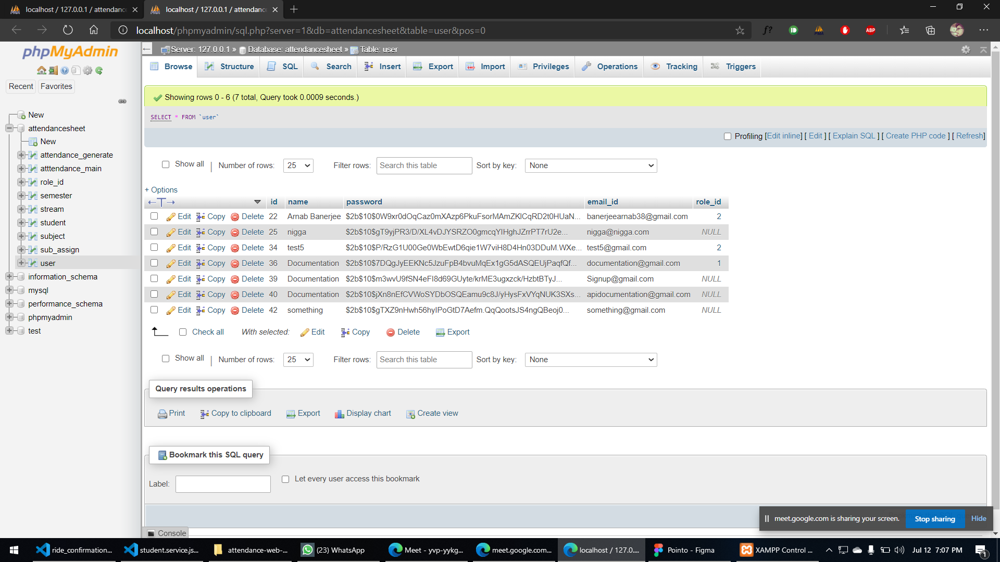 localhost / 127.0.0.1 / attendanc
localhost / 127.0.0.1 / attendanc
localhost/phpmyadmin/sql.php?server=1&db=attendancesheet&table=user&pos=0
phpMyAdmin
Recent Favorites
New
attendancesheet
New
attendance_generate
atttendance_main
role_id
semester
stream
student
subject
sub_assign
user
information_schema
mysql
performance_schema
phpmyadmin
test
Server: 127.0.0.1 » Database: attendancesheet » Table: user
Browse Structure SQL Search Insert Export Import Privileges Operations Tracking Triggers
Showing rows 0 - 6 (7 total, Query took 0.0009 seconds.)
SELECT * FROM `user`
Profiling [Edit inline] [ Edit ] [ Explain SQL ] [ Create PHP code ] [ Refresh]
Show all | Number of rows: 25 Filter rows: Search this table Sort by key: None
+ Options
←T→ id name password email_id role_id
Edit Copy Delete 22 Arnab Banerjee $2b$10$0W9xr0dOqCaz0mXAzp6PkuFsorMAmZKlCqRD2t0HUaN... banerjeearnab38@gmail.com 2
Edit Copy Delete 25 nigga $2b$10$gT9yjPR3/D/XL4vDJYSRZO0gmcqYIHghJZrrPT7rU2e... nigga@nigga.com NULL
Edit Copy Delete 34 test5 $2b$10$P/RzG1U00Ge0WbEwtD6qie1W7viH8D4Hn03DDuM.WXe... test5@gmail.com 2
Edit Copy Delete 36 Documentation $2b$10$7DQgJyEEKNc5JzuFpB4bvuMqEx1gG5dASQEUjPaqfQf... documentation@gmail.com 1
Edit Copy Delete 39 Documentation $2b$10$m3wvU9fSN4eFI8d69GUyte/krME3ugxzck/HzbtBTyJ... Signup@gmail.com NULL
Edit Copy Delete 40 Documentation $2b$10$jXn8nEfCVWoSYDbOSQEamu9c8J/yHysFxVYqNUK3SXs... apidocumentation@gmail.com NULL
Edit Copy Delete 42 something $2b$10$gTXZ9nHwh56hyIPoGtD7Aefm.QqQootsJS4ngQBeoj0... something@gmail.com NULL
Check all With selected: Edit Copy Delete Export
Show all | Number of rows: 25 Filter rows: Search this table Sort by key: None
Query results operations
Print Copy to clipboard Export Display chart Create view
Bookmark this SQL query
Label: Let every user access this bookmark
meet.google.com is sharing your screen. Stop sharing Hide
Console
ride_confirmation... student.service.js... attendance-web-... (23) WhatsApp Meet - yvp-yykg... meet.google.com... localhost / 127.0.... Pointo - Figma XAMPP Control ... Jul 12 7:07 PM 1